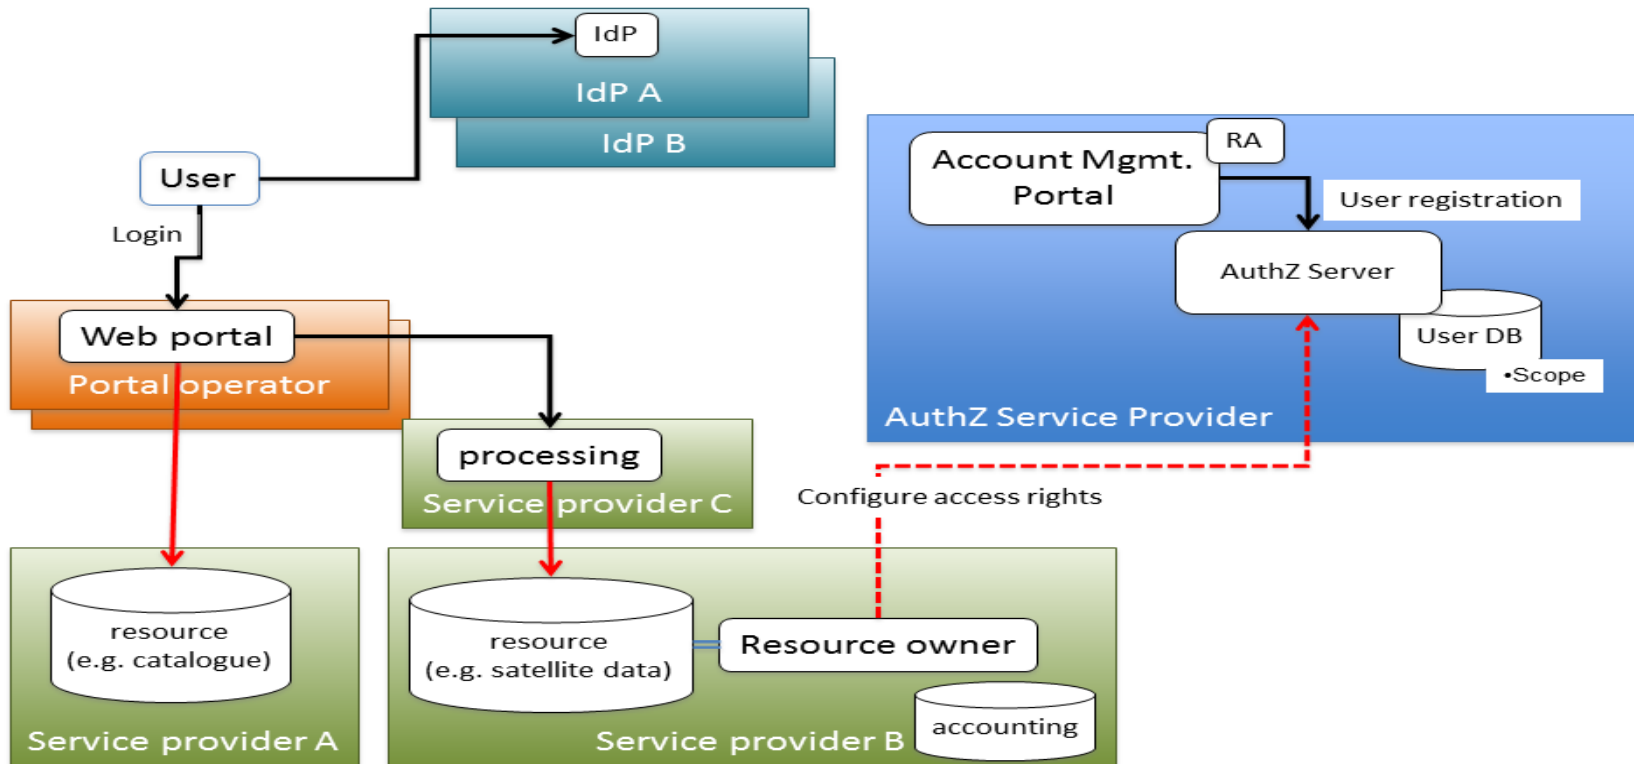 IdP
IdP A
IdP B
User
Login
Web portal
Portal operator
processing
Service provider C
resource
(e.g. catalogue)
Service provider A
resource
(e.g. satellite data)
Resource owner
accounting
Service provider B
Configure access rights
Account Mgmt.
Portal
RA
User registration
AuthZ Server
User DB
•Scope
AuthZ Service Provider